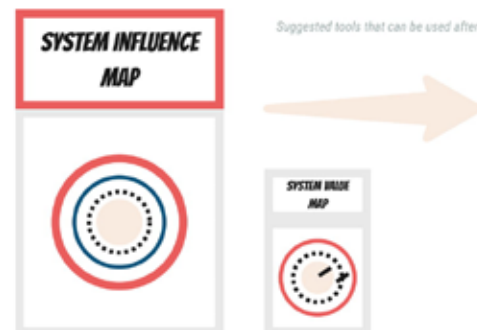 SYSTEM INFLUENCE
MAP
Suggested tools that can be used after
SYSTEM VALUE
MAP